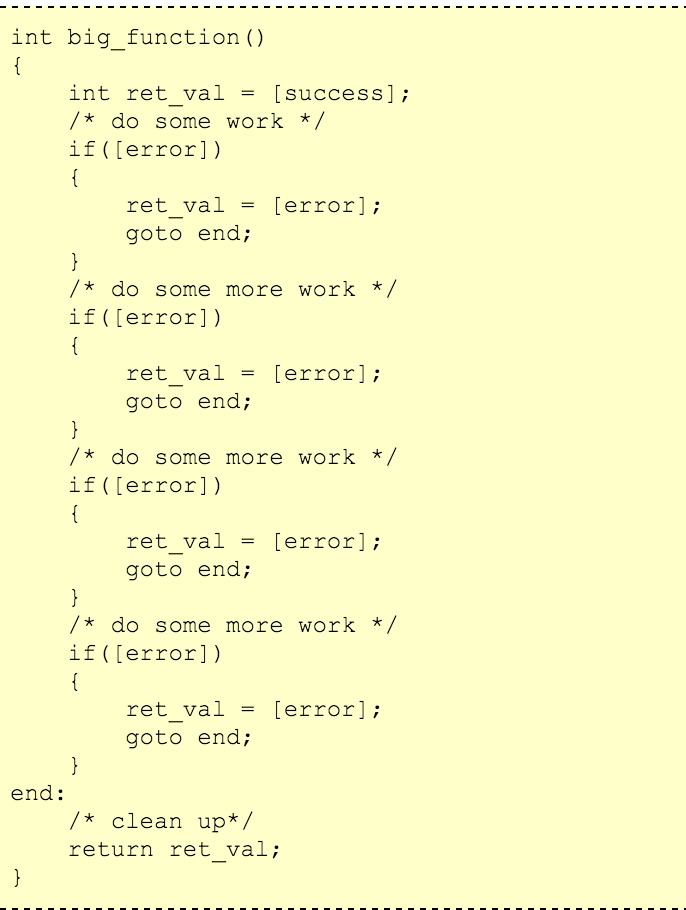 int big_function()
{
    int ret_val = [success];
    /* do some work */
    if([error])
    {
        ret_val = [error];
        goto end;
    }
    /* do some more work */
    if([error])
    {
        ret_val = [error];
        goto end;
    }
    /* do some more work */
    if([error])
    {
        ret_val = [error];
        goto end;
    }
    /* do some more work */
    if([error])
    {
        ret_val = [error];
        goto end;
    }
end:
    /* clean up*/
    return ret_val;
}